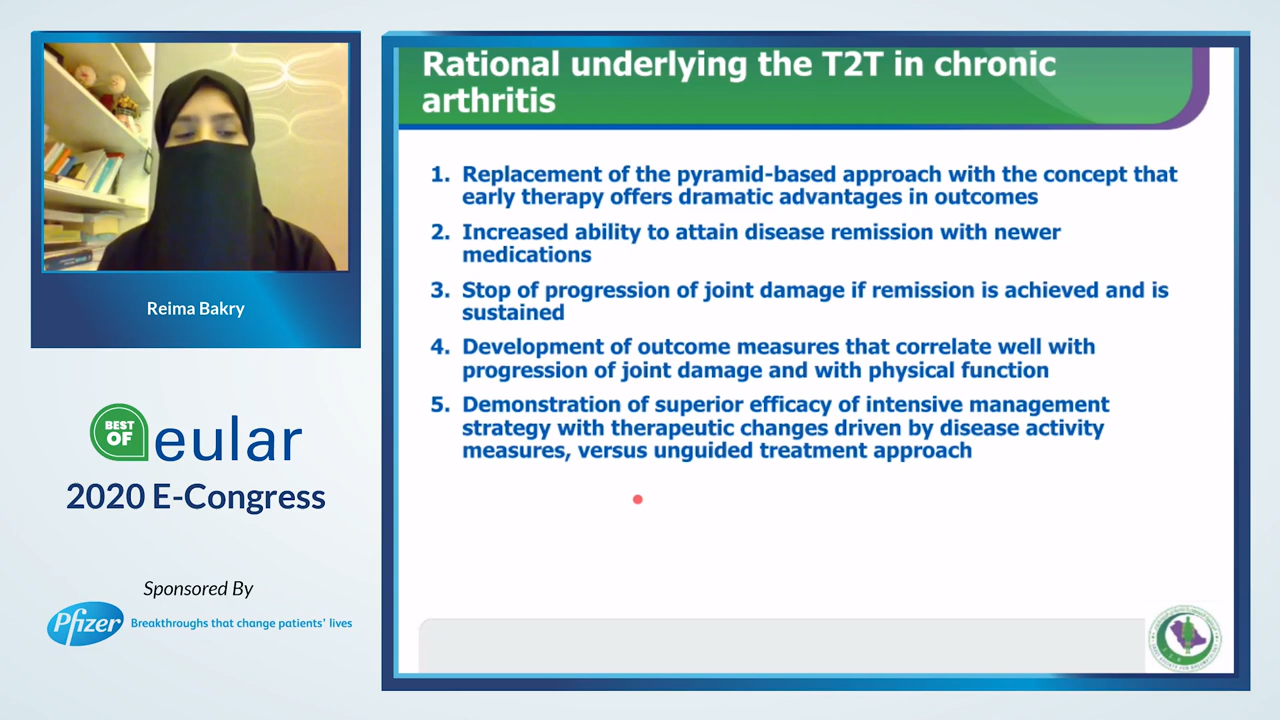 Reima Bakry
BEST
OF
eular
2020 E-Congress
Sponsored By
Pfizer
Breakthroughs that change patients' lives
Rational underlying the T2T in chronic
arthritis
1. Replacement of the pyramid-based approach with the concept that
early therapy offers dramatic advantages in outcomes
2. Increased ability to attain disease remission with newer
medications
3. Stop of progression of joint damage if remission is achieved and is
sustained
4. Development of outcome measures that correlate well with
progression of joint damage and with physical function
5. Demonstration of superior efficacy of intensive management
strategy with therapeutic changes driven by disease activity
measures, versus unguided treatment approach